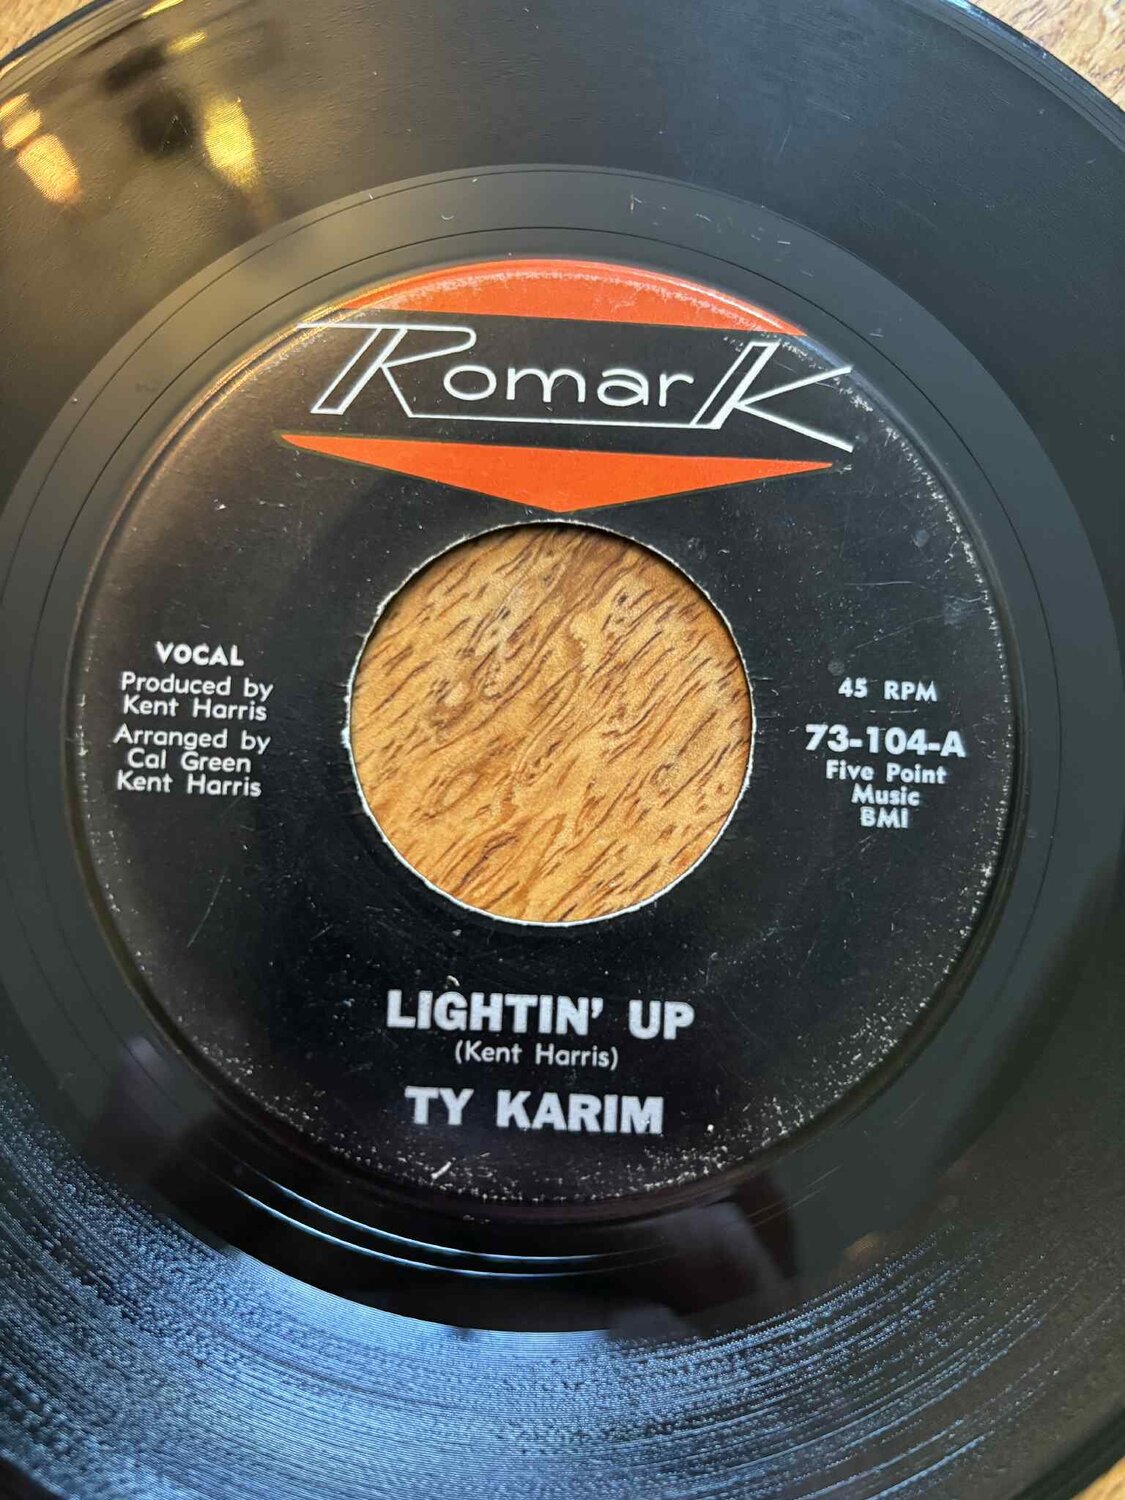 RomarK
VOCAL
Produced by
Kent Harris
Arranged by
Cal Green
Kent Harris
45 RPM
73-104-A
Five Point
Music
BMI
LIGHTIN' UP
(Kent Harris)
TY KARIM